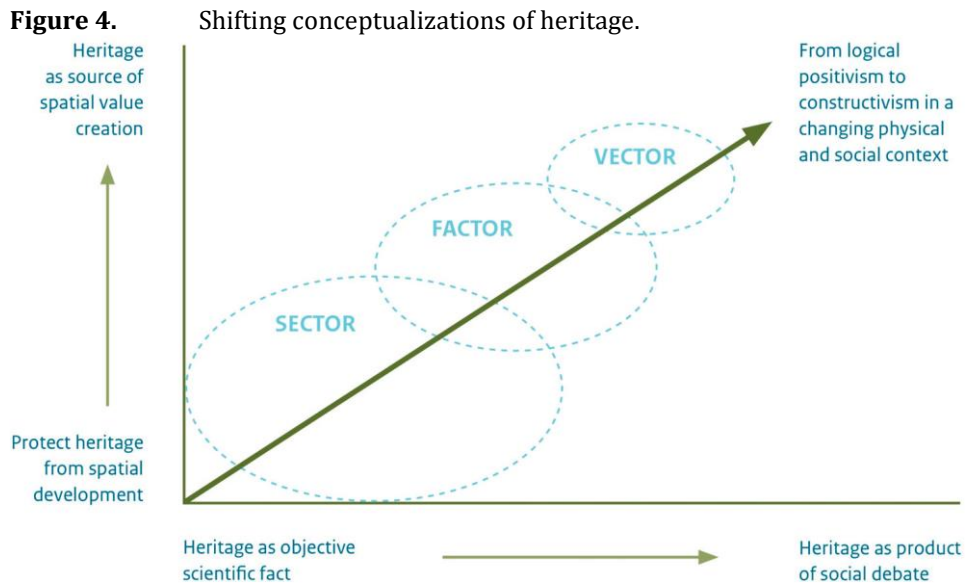 Figure 4. Shifting conceptualizations of heritage.
Heritage
as source of
spatial value
creation
From logical
positivism to
constructivism in a
changing physical
and social context
VECTOR
FACTOR
SECTOR
Protect heritage
from spatial
development
Heritage as objective
scientific fact
Heritage as product
of social debate